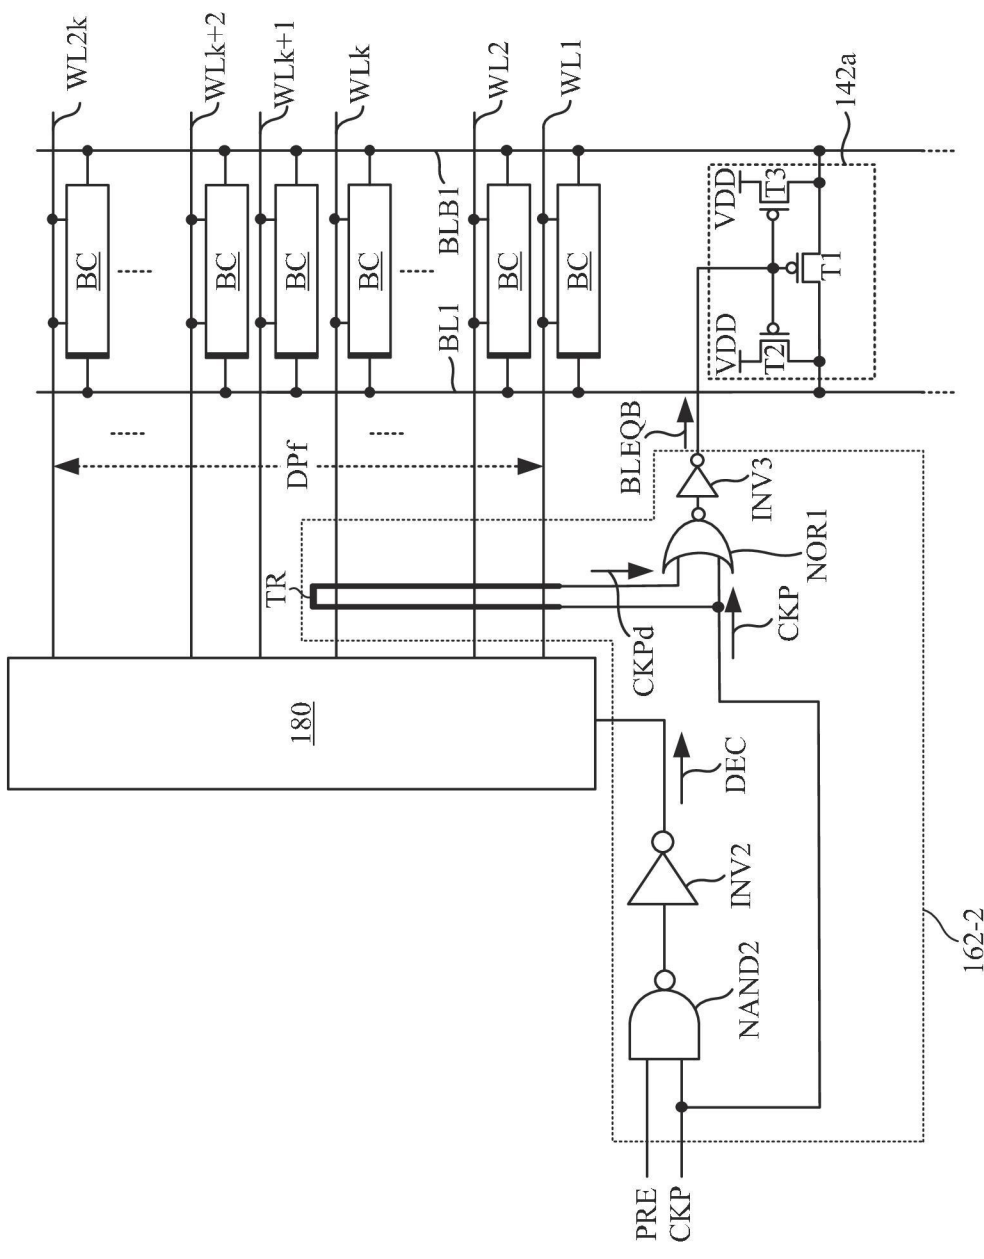 WL2k
WLk+2
WLk+1
WLk
WL2
WL1
BC
BC
BC
BC
BC
BC
BLB1
BL1
142a
VDD
T3
T1
VDD
T2
DPf
BLEQB
INV3
NOR1
TR
CKPd
CKP
180
DEC
INV2
NAND2
162-2
PRE
CKP